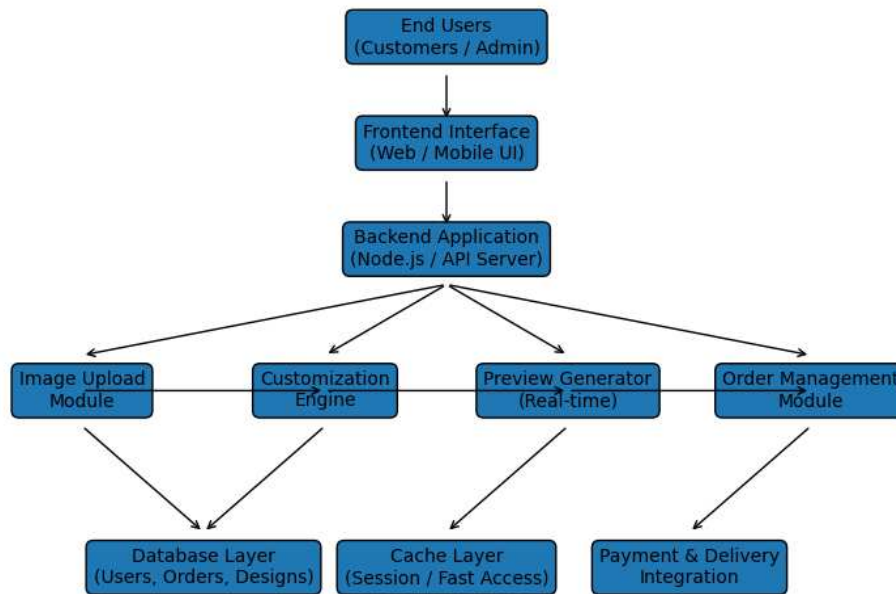 End Users
(Customers / Admin)
Frontend Interface
(Web / Mobile UI)
Backend Application
(Node.js / API Server)
Image Upload
Module
Customization
Engine
Preview Generator
(Real-time)
Order Management
Module
Database Layer
(Users, Orders, Designs)
Cache Layer
(Session / Fast Access)
Payment & Delivery
Integration